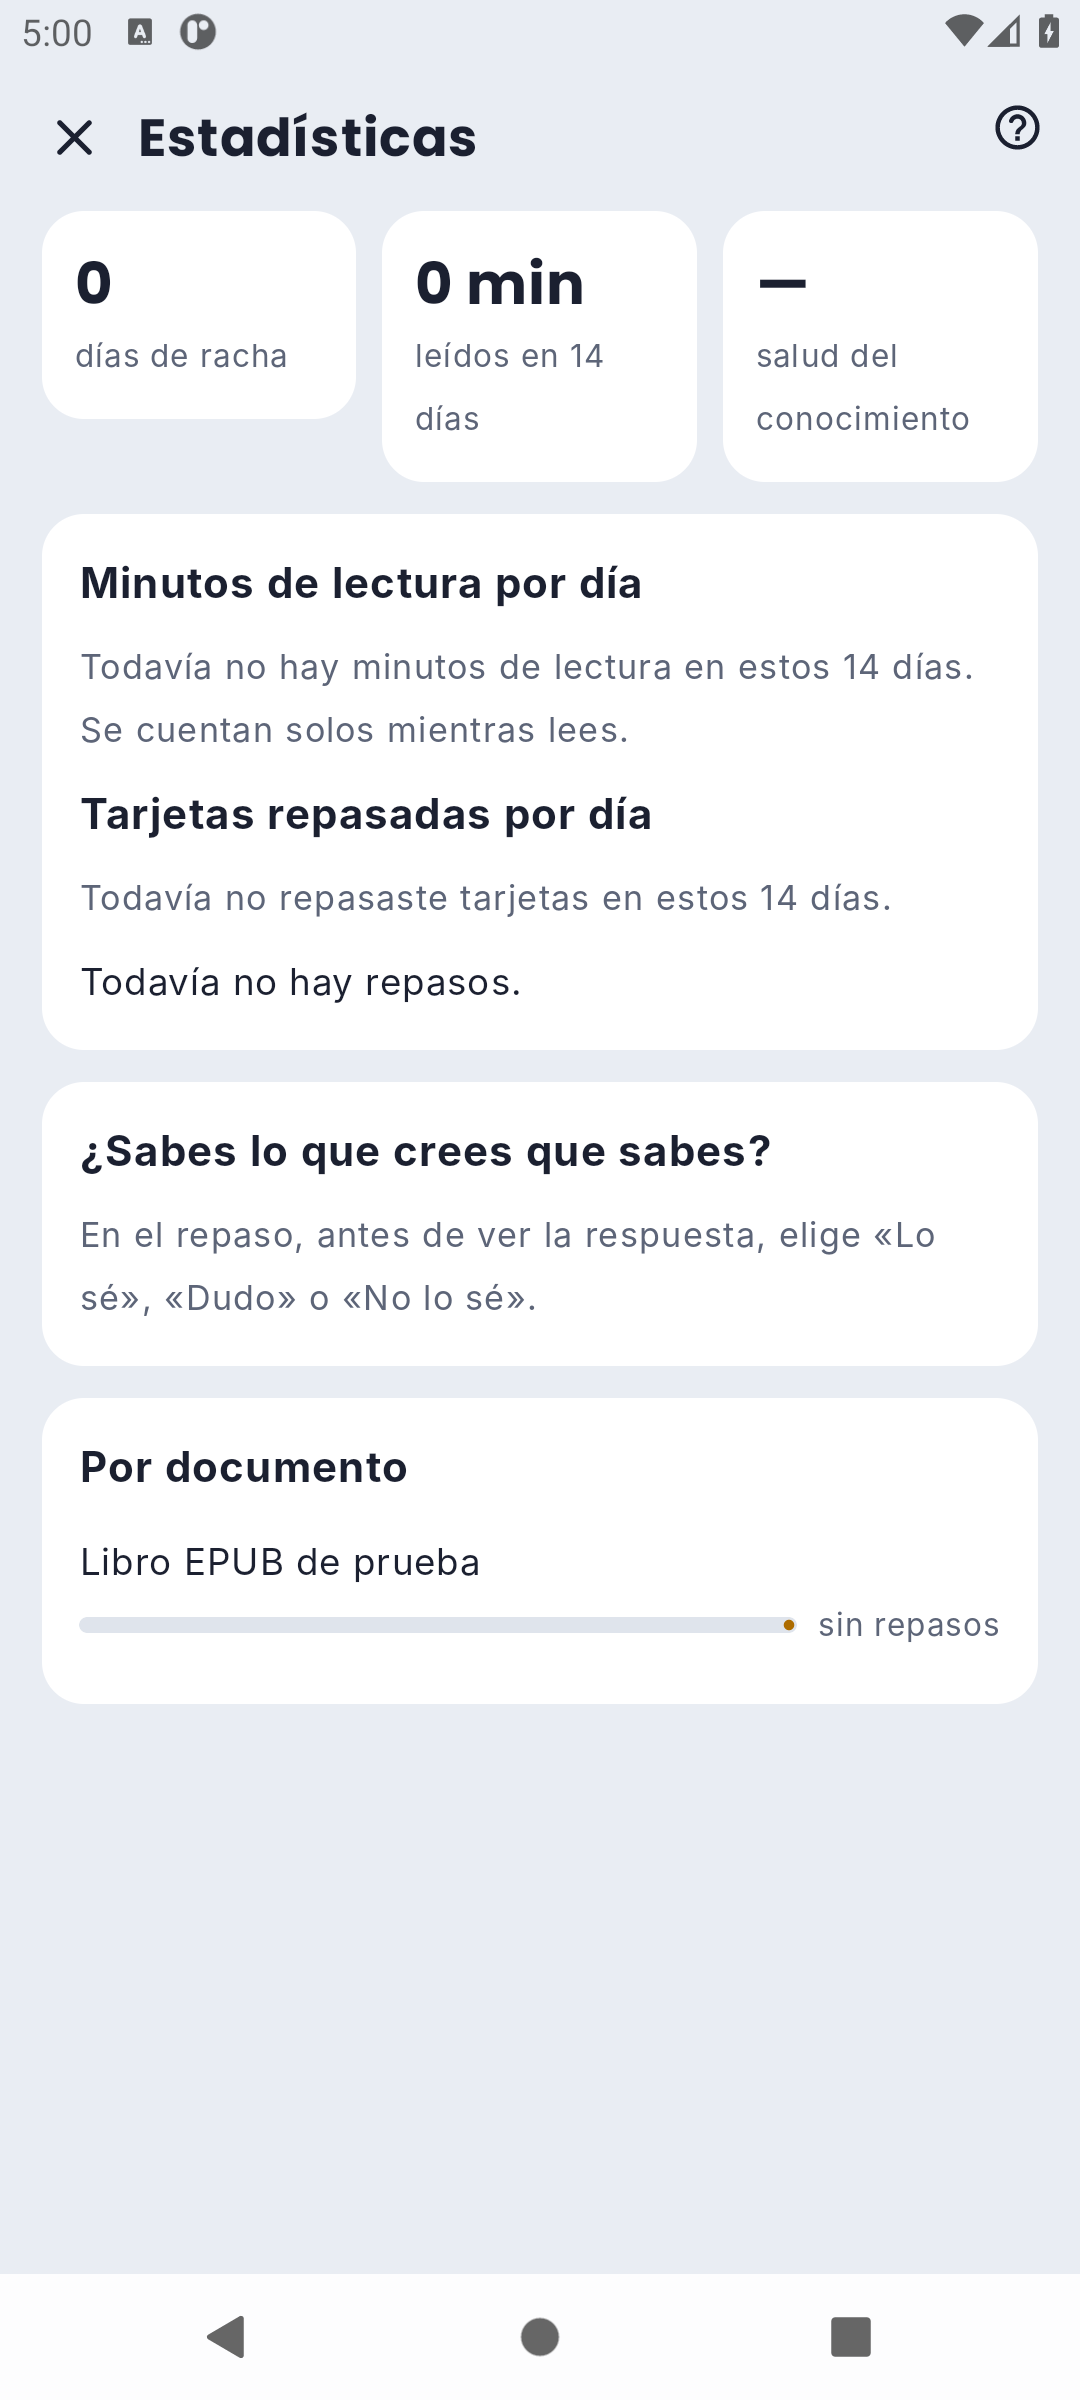 5:00
Estadísticas
0
días de racha
0 min
leídos en 14
días
—
salud del
conocimiento
Minutos de lectura por día
Todavía no hay minutos de lectura en estos 14 días.
Se cuentan solos mientras lees.
Tarjetas repasadas por día
Todavía no repasaste tarjetas en estos 14 días.
Todavía no hay repasos.
¿Sabes lo que crees que sabes?
En el repaso, antes de ver la respuesta, elige «Lo
sé», «Dudo» o «No lo sé».
Por documento
Libro EPUB de prueba
sin repasos